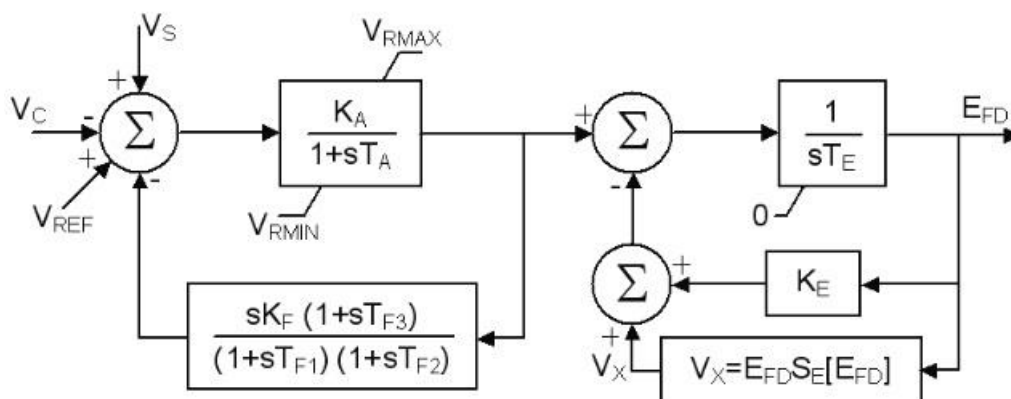 V_S
V_RMAX
V_C
+
-
Σ
+
-
V_REF
K_A
1+sT_A
V_RMIN
+
Σ
-
1
sT_E
0
E_FD
Σ
+
+
K_E
V_X
V_X=E_FD S_E[E_FD]
sK_F (1+sT_F3)
(1+sT_F1) (1+sT_F2)